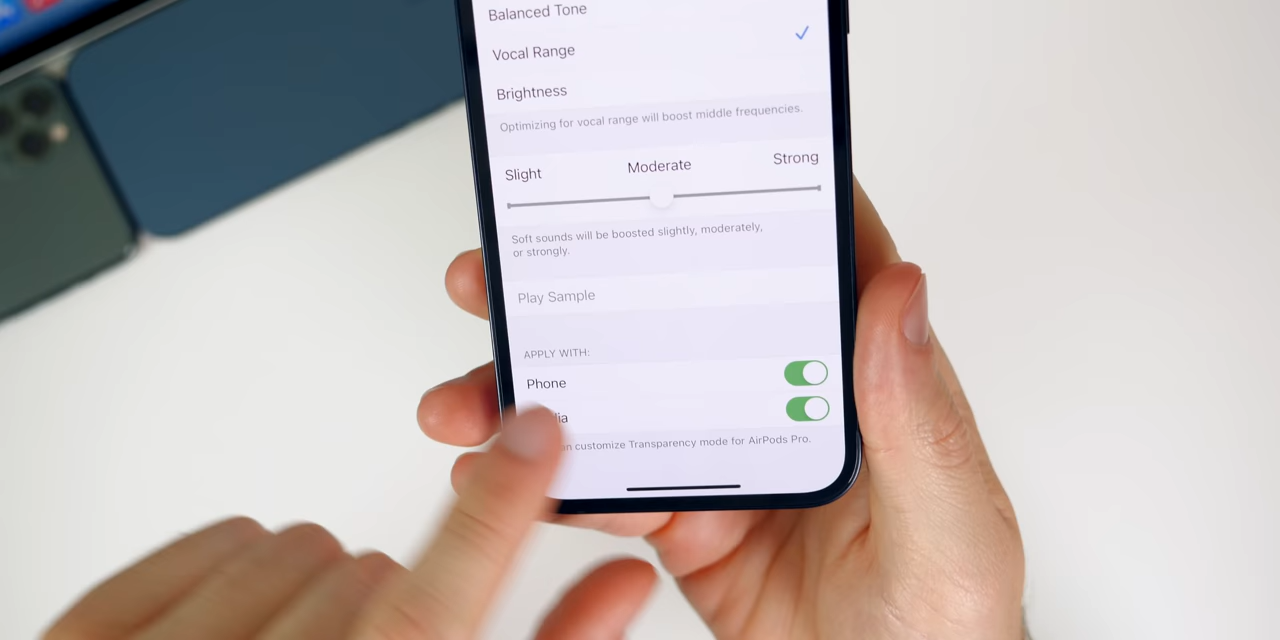 Balanced Tone
Vocal Range
Brightness
Optimizing for vocal range will boost middle frequencies.
Slight Moderate Strong
Soft sounds will be boosted slightly, moderately,
or strongly.
Play Sample
APPLY WITH:
Phone
customize Transparency mode for AirPods Pro.